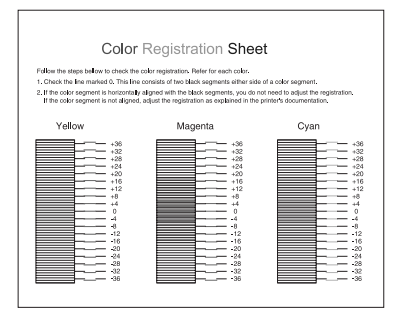 Color Registration Sheet
Follow the steps bellow to check the color registration. Refer for each color.
1. Check the line marked 0. This line consists of two black segments either side of a color segment.
2. If the color segment is horizontally aligned with the black segments, you do not need to adjust the registration.
If the color segment is not aligned, adjust the registration as explained in the printer's documentation.
Yellow Magenta Cyan
+36 +36 +36
+32 +32 +32
+28 +28 +28
+24 +24 +24
+20 +20 +20
+16 +16 +16
+12 +12 +12
+8 +8 +8
+4 +4 +4
0 0 0
-4 -4 -4
-8 -8 -8
-12 -12 -12
-16 -16 -16
-20 -20 -20
-24 -24 -24
-28 -28 -28
-32 -32 -32
-36 -36 -36